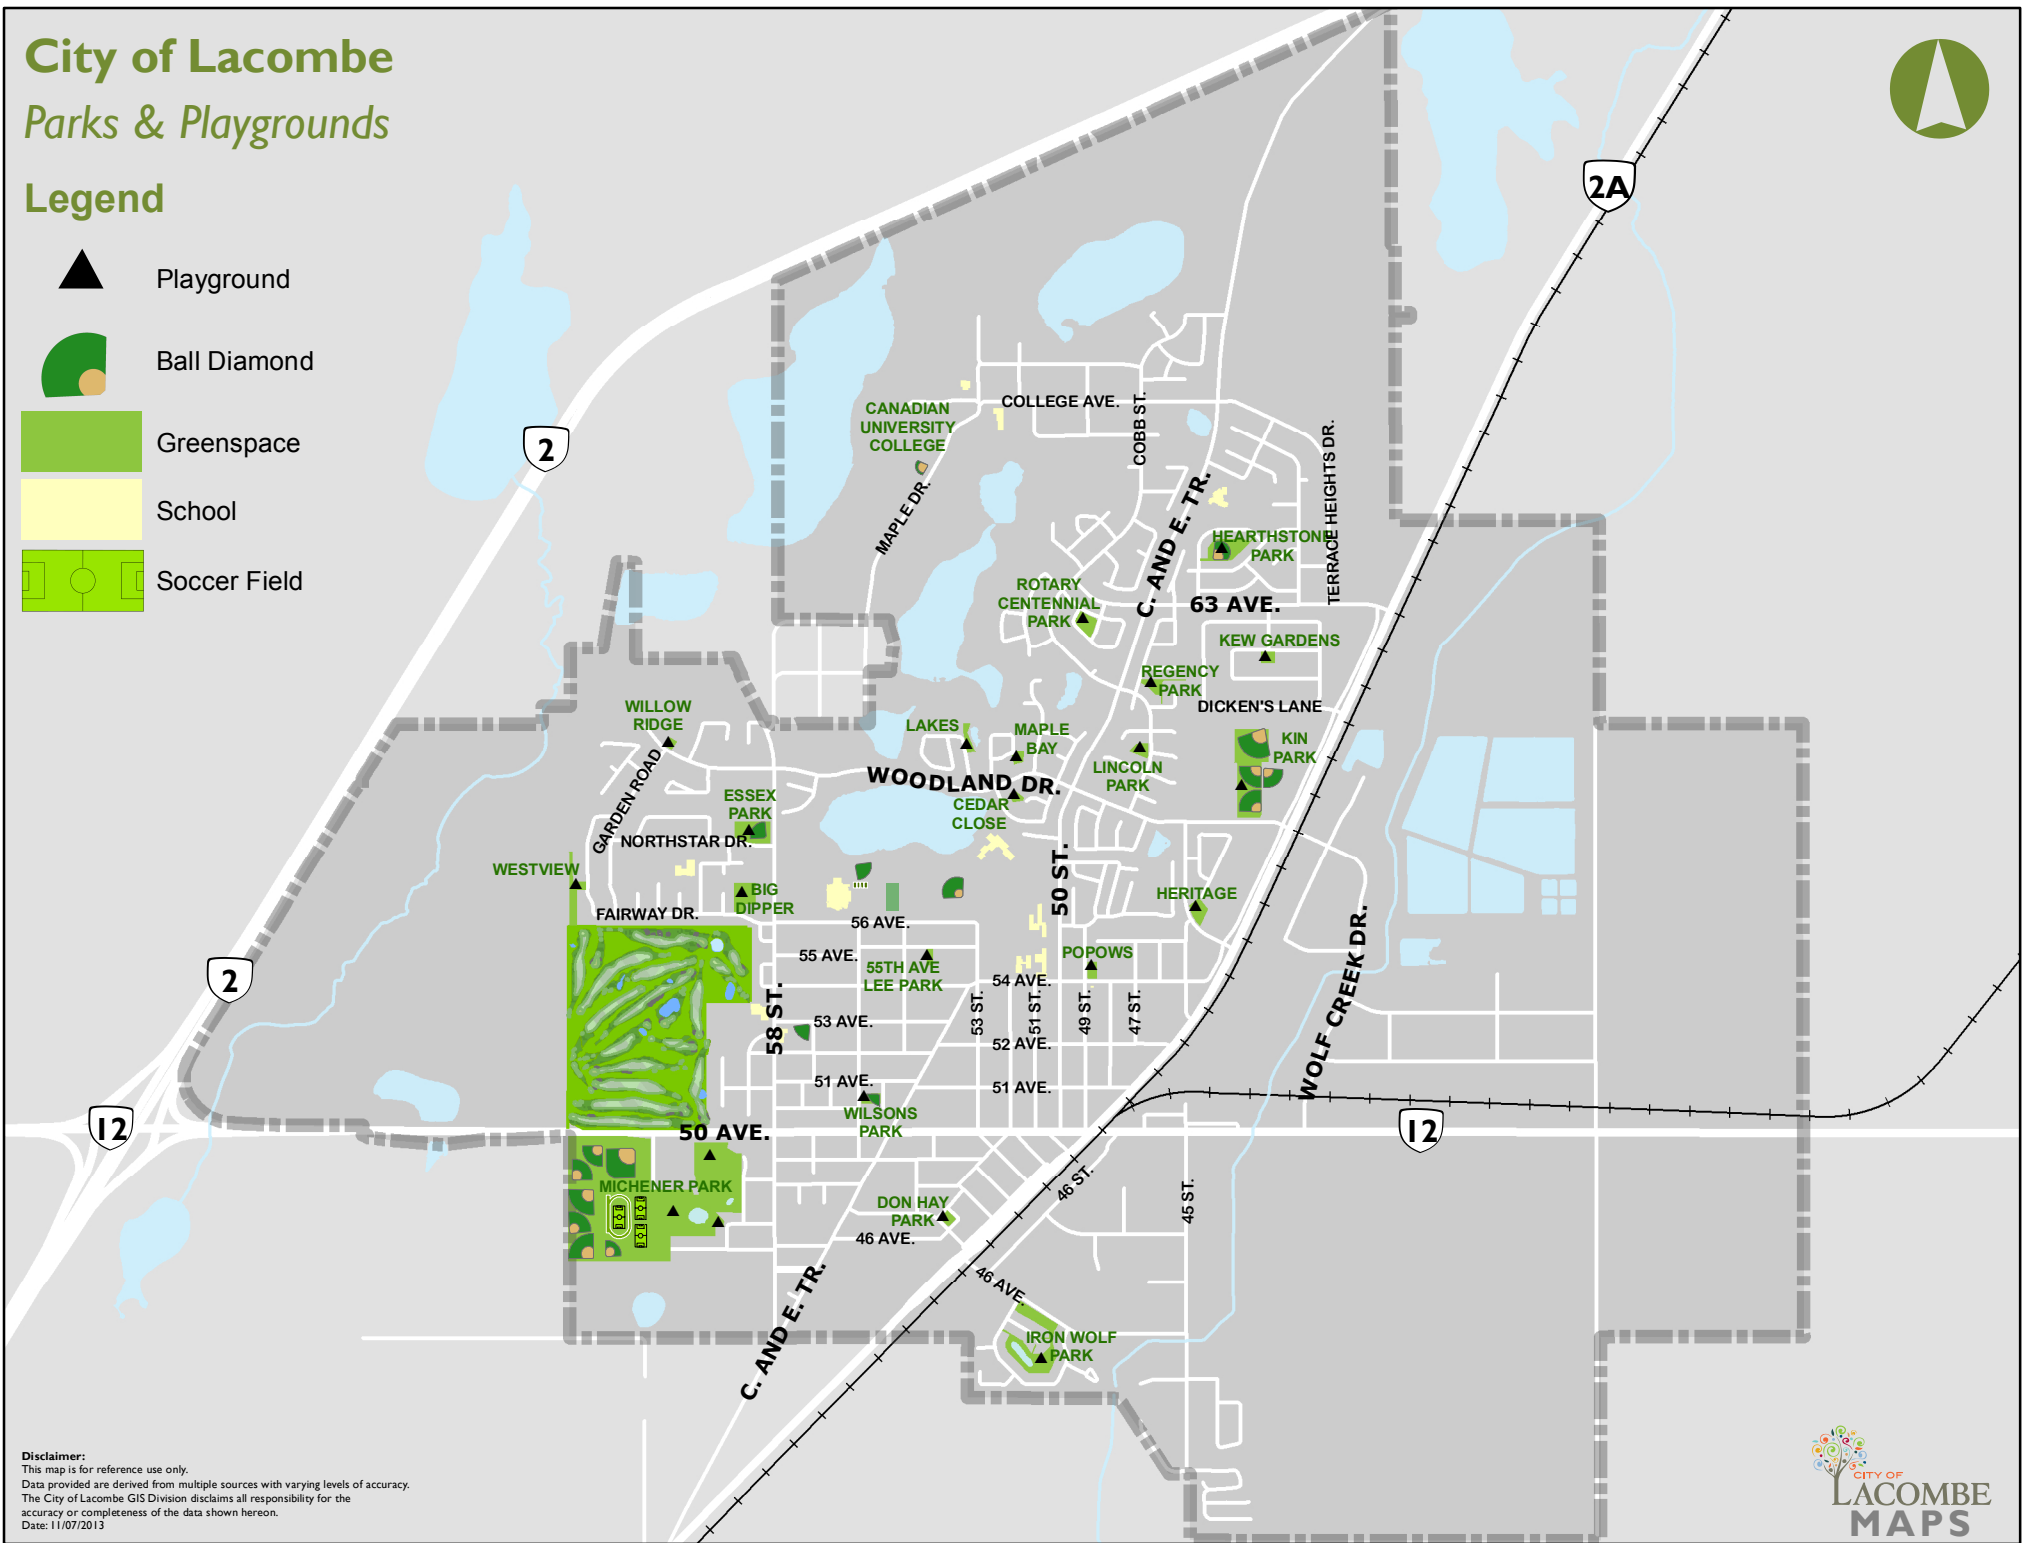 City of Lacombe
Parks & Playgrounds
Legend
Playground
Ball Diamond
Greenspace
School
Soccer Field
2A
2
CANADIAN
UNIVERSITY
COLLEGE
COLLEGE AVE.
COBB ST.
MAPLE DR.
C. AND E. TR.
TERRACE HEIGHTS DR.
HEARTHSTONE
PARK
ROTARY
CENTENNIAL
PARK
63 AVE.
KEW GARDENS
REGENCY
PARK
DICKEN'S LANE
WILLOW
RIDGE
LAKES
MAPLE
BAY
LINCOLN
PARK
KIN
PARK
GARDEN ROAD
WOODLAND DR.
CEDAR
CLOSE
ESSEX
PARK
NORTHSTAR DR.
WESTVIEW
BIG
DIPPER
FAIRWAY DR.
50 ST.
HERITAGE
56 AVE.
55 AVE.
55TH AVE
LEE PARK
POPOWS
54 AVE.
2
58 ST.
53 AVE.
53 ST.
51 ST.
49 ST.
47 ST.
52 AVE.
WOLF CREEK DR.
51 AVE.
51 AVE.
WILSONS
PARK
12
50 AVE.
12
MICHENER PARK
DON HAY
PARK
46 ST.
45 ST.
46 AVE.
46 AVE.
C. AND E. TR.
IRON WOLF
PARK
Disclaimer:
This map is for reference use only.
Data provided are derived from multiple sources with varying levels of accuracy.
The City of Lacombe GIS Division disclaims all responsibility for the
accuracy or completeness of the data shown hereon.
Date: 11/07/2013
CITY OF
LACOMBE
MAPS